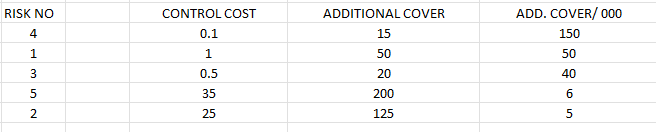 RISK NO CONTROL COST ADDITIONAL COVER ADD. COVER/ 000
4 0.1 15 150
1 1 50 50
3 0.5 20 40
5 35 200 6
2 25 125 5